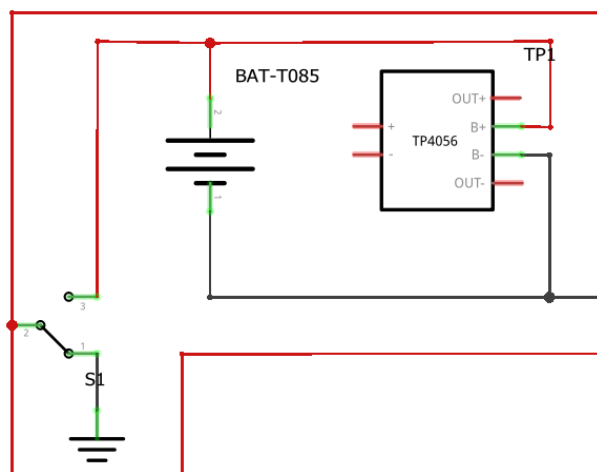 TP1
BAT-T085
2
OUT+
+
B+
TP4056
-
B-
OUT-
1
3
2
1
S1